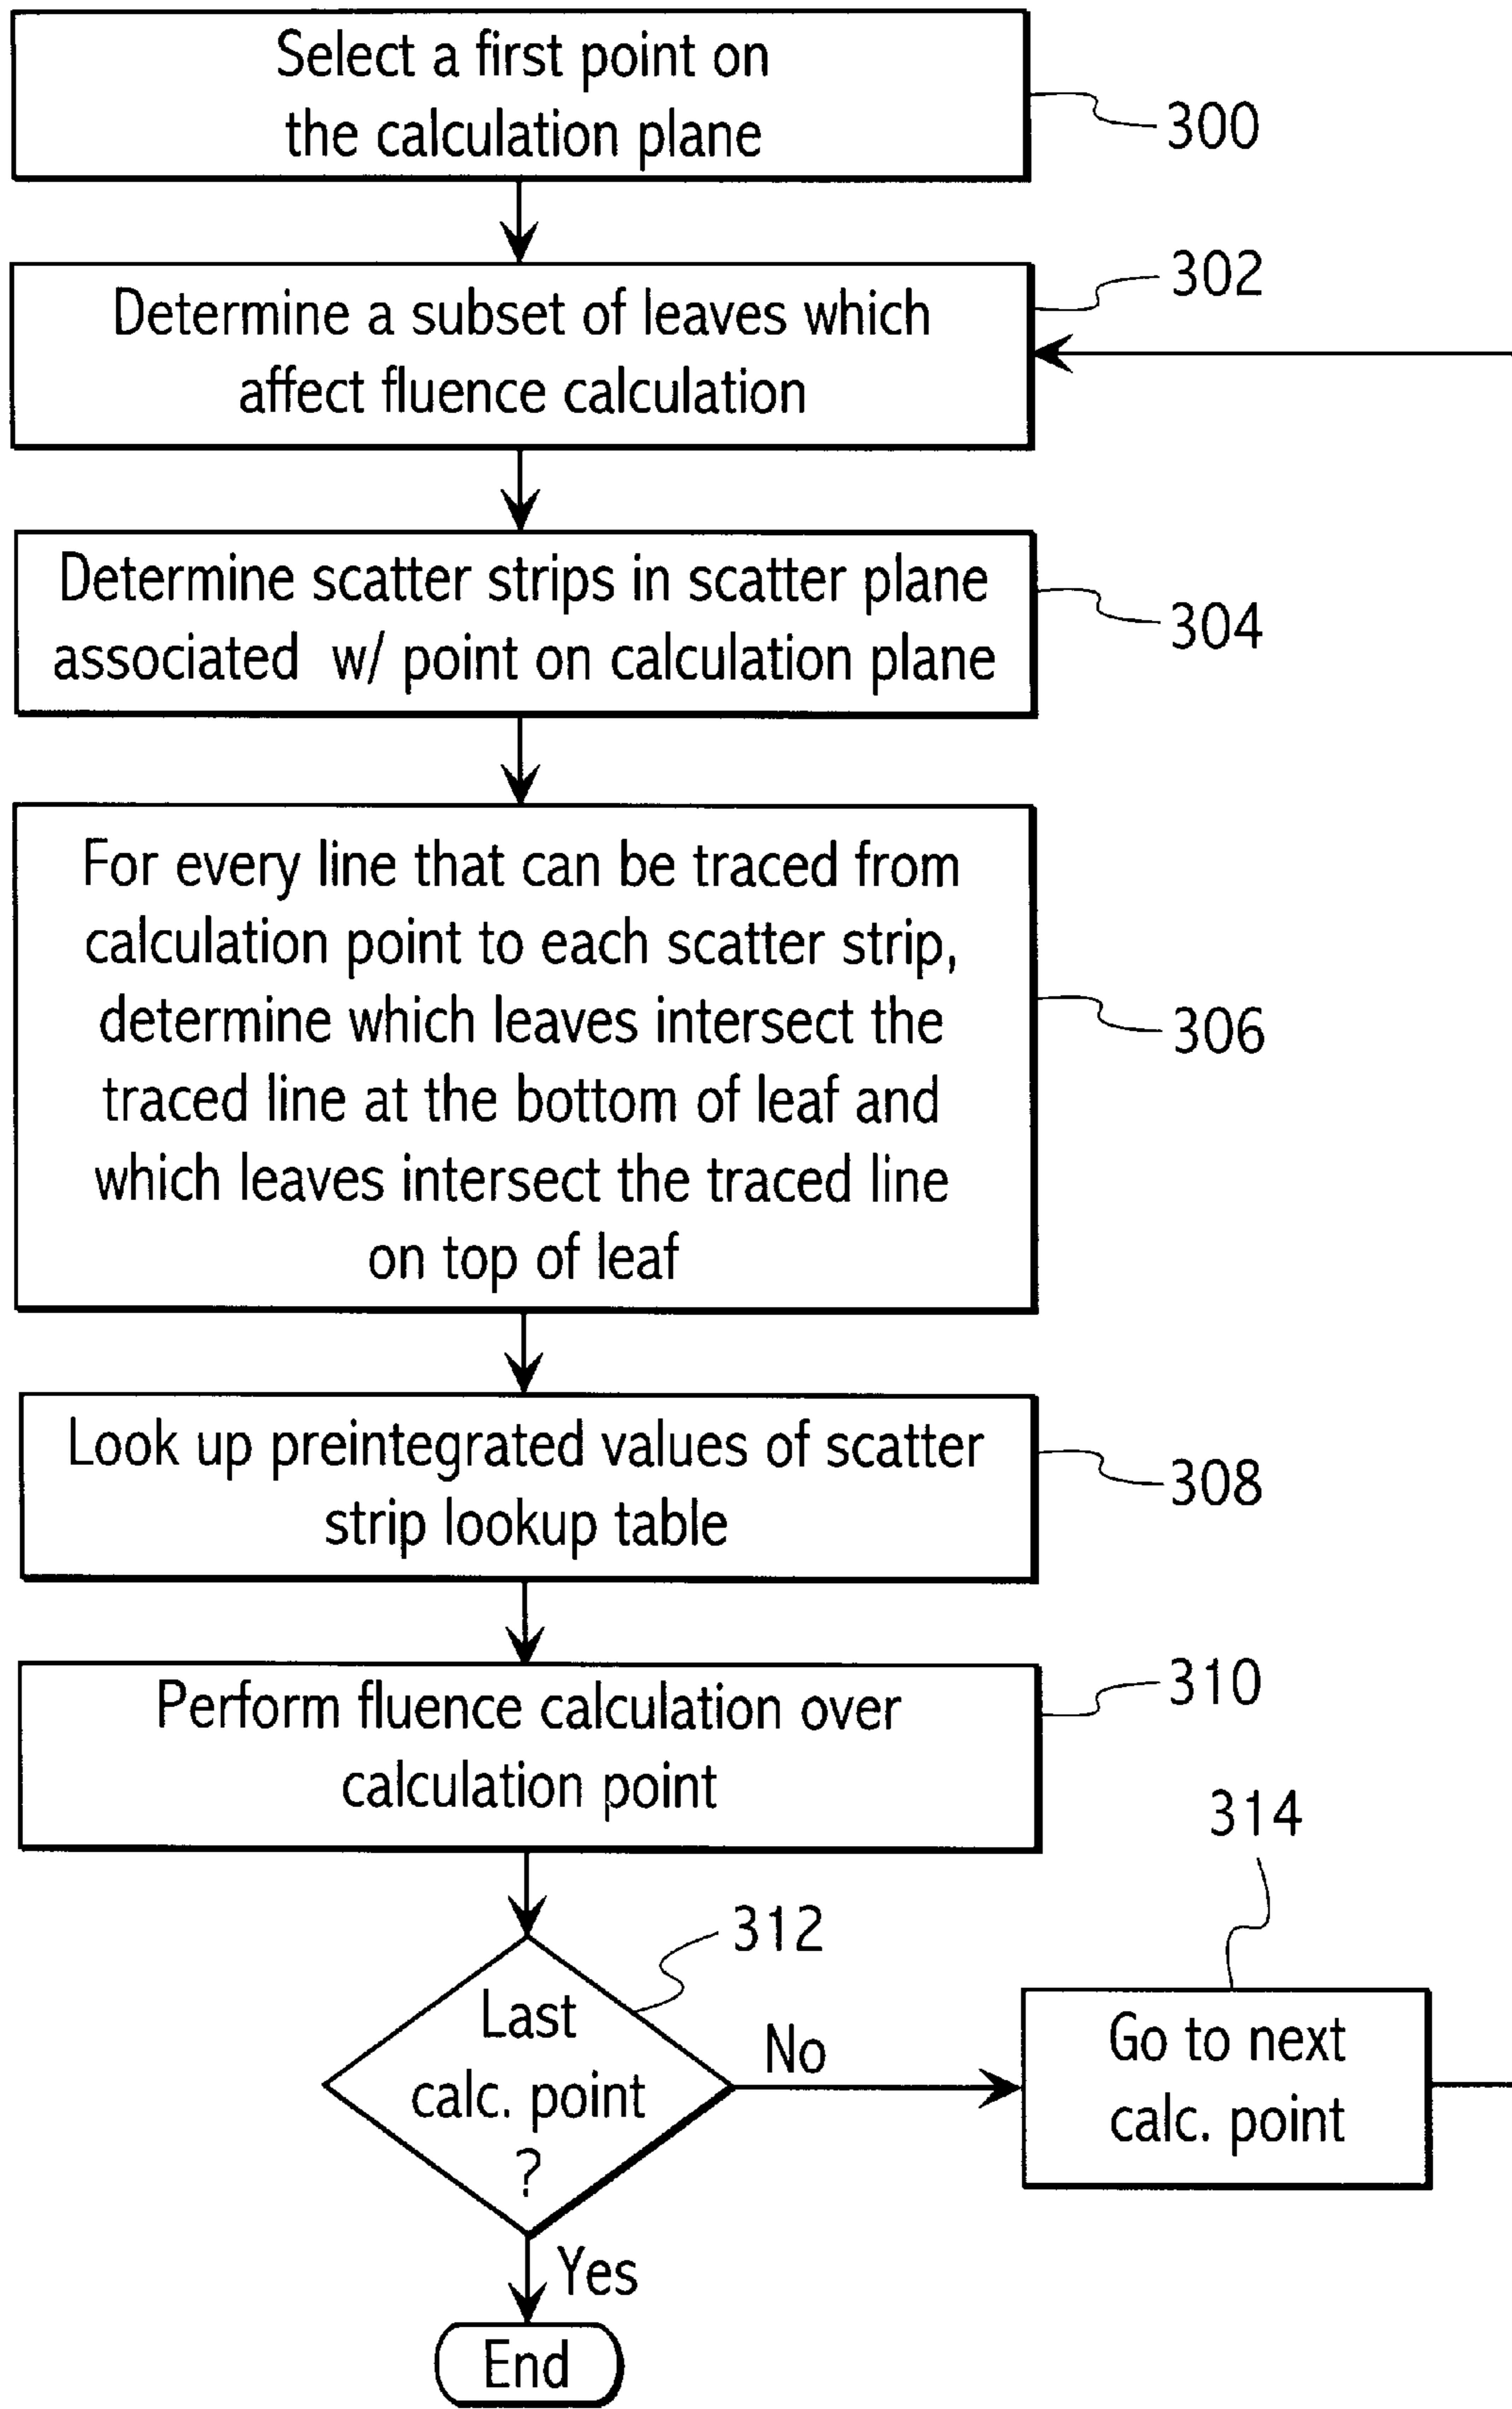 Select a first point on
the calculation plane
300
Determine a subset of leaves which
affect fluence calculation
302
Determine scatter strips in scatter plane
associated w/ point on calculation plane
304
For every line that can be traced from
calculation point to each scatter strip,
determine which leaves intersect the
traced line at the bottom of leaf and
which leaves intersect the traced line
on top of leaf
306
Look up preintegrated values of scatter
strip lookup table
308
Perform fluence calculation over
calculation point
310
Last
calc. point
?
312
No
Go to next
calc. point
314
Yes
End